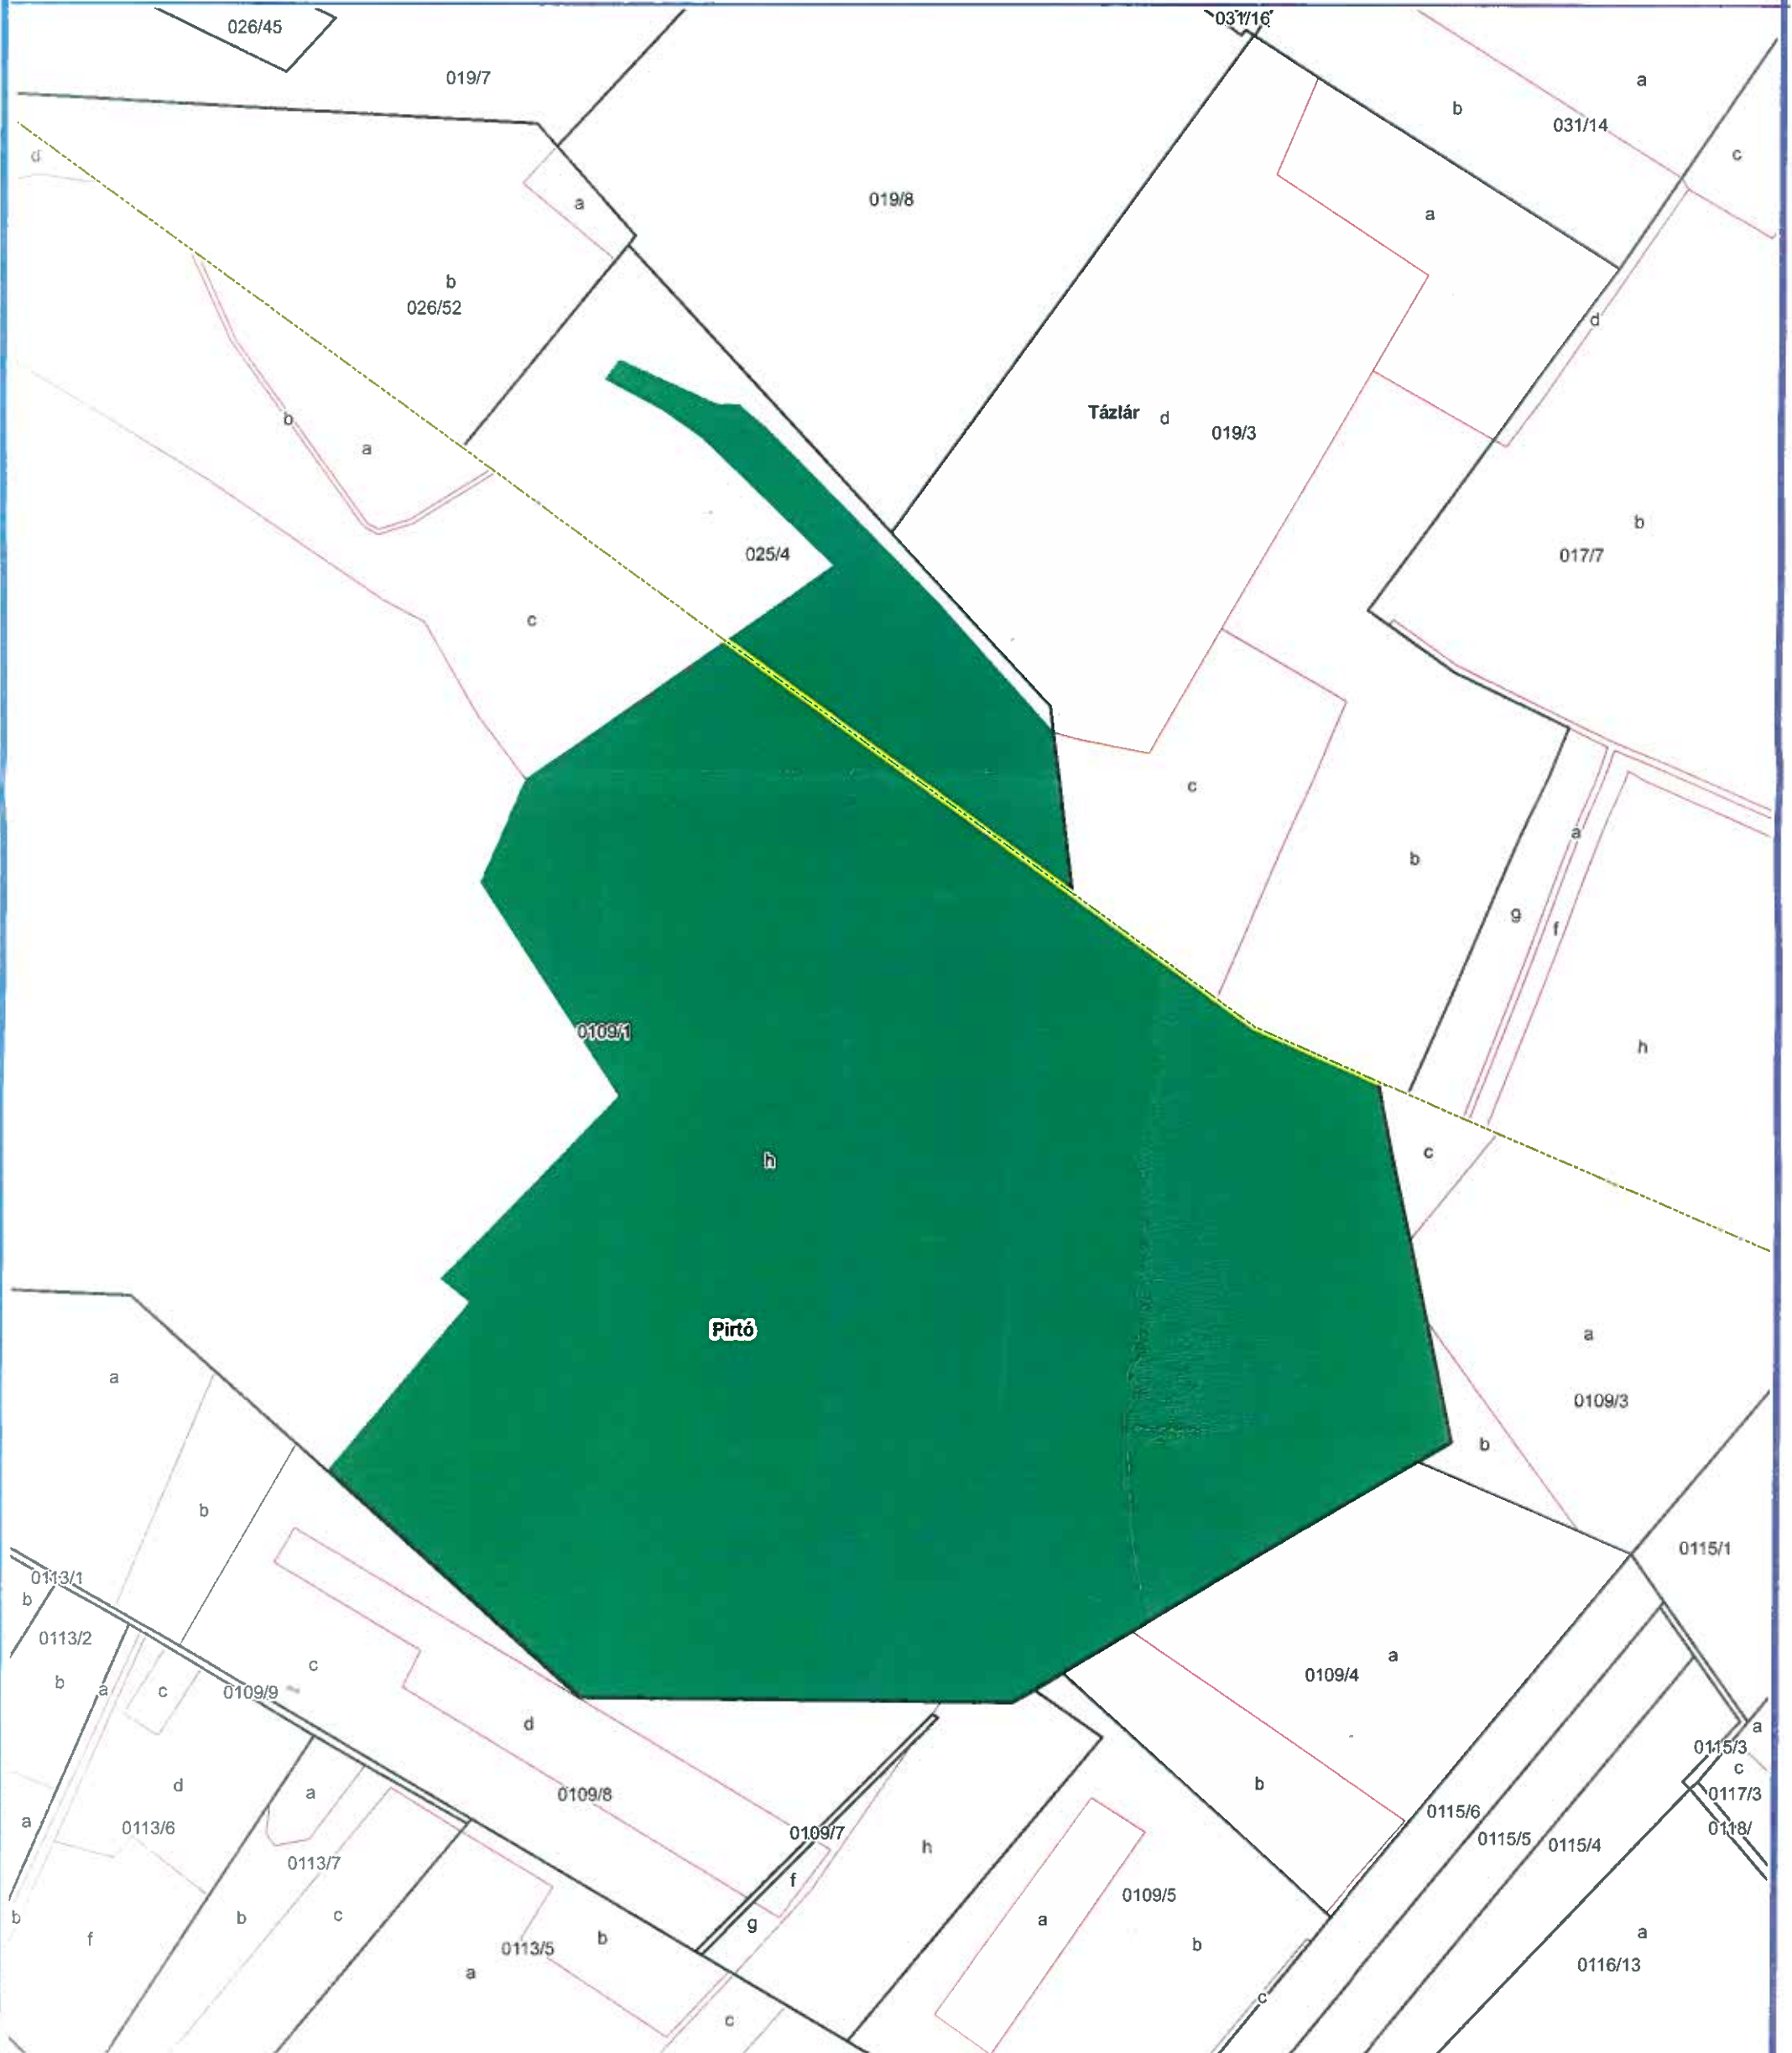 031/16
026/45
019/7
a
b
031/14
c
d
019/8
a
a
b
026/52
d
Tázlár
d
019/3
b
a
b
017/7
025/4
c
c
a
b
g
f
0109/1
h
c
h
Pirtó
a
a
0109/3
b
b
0115/1
0113/1
b
0113/2
b
a
c
c
0109/9
a
0109/4
d
a
0115/3
c
0117/3
0118/
d
a
0109/8
b
0115/6
a
0113/6
0109/7
h
0115/5
0115/4
0113/7
f
0109/5
b
b
c
g
a
f
0113/5
b
b
a
0116/13
a
c
c